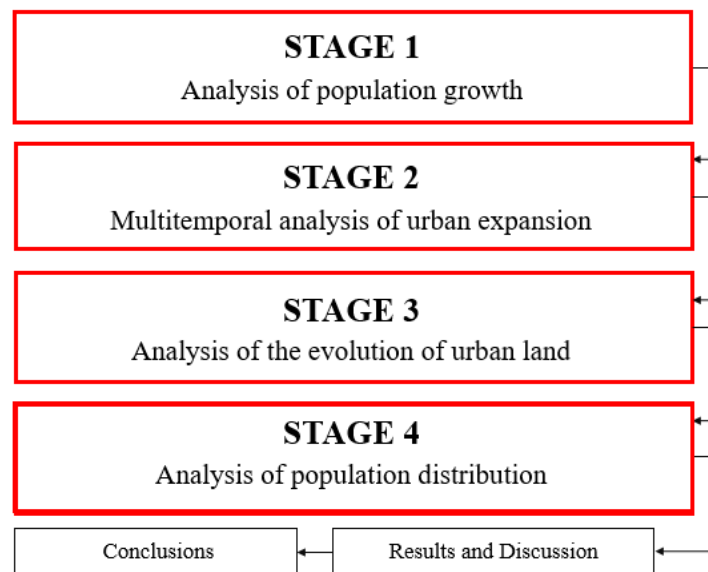 STAGE 1
Analysis of population growth
STAGE 2
Multitemporal analysis of urban expansion
STAGE 3
Analysis of the evolution of urban land
STAGE 4
Analysis of population distribution
Conclusions
Results and Discussion